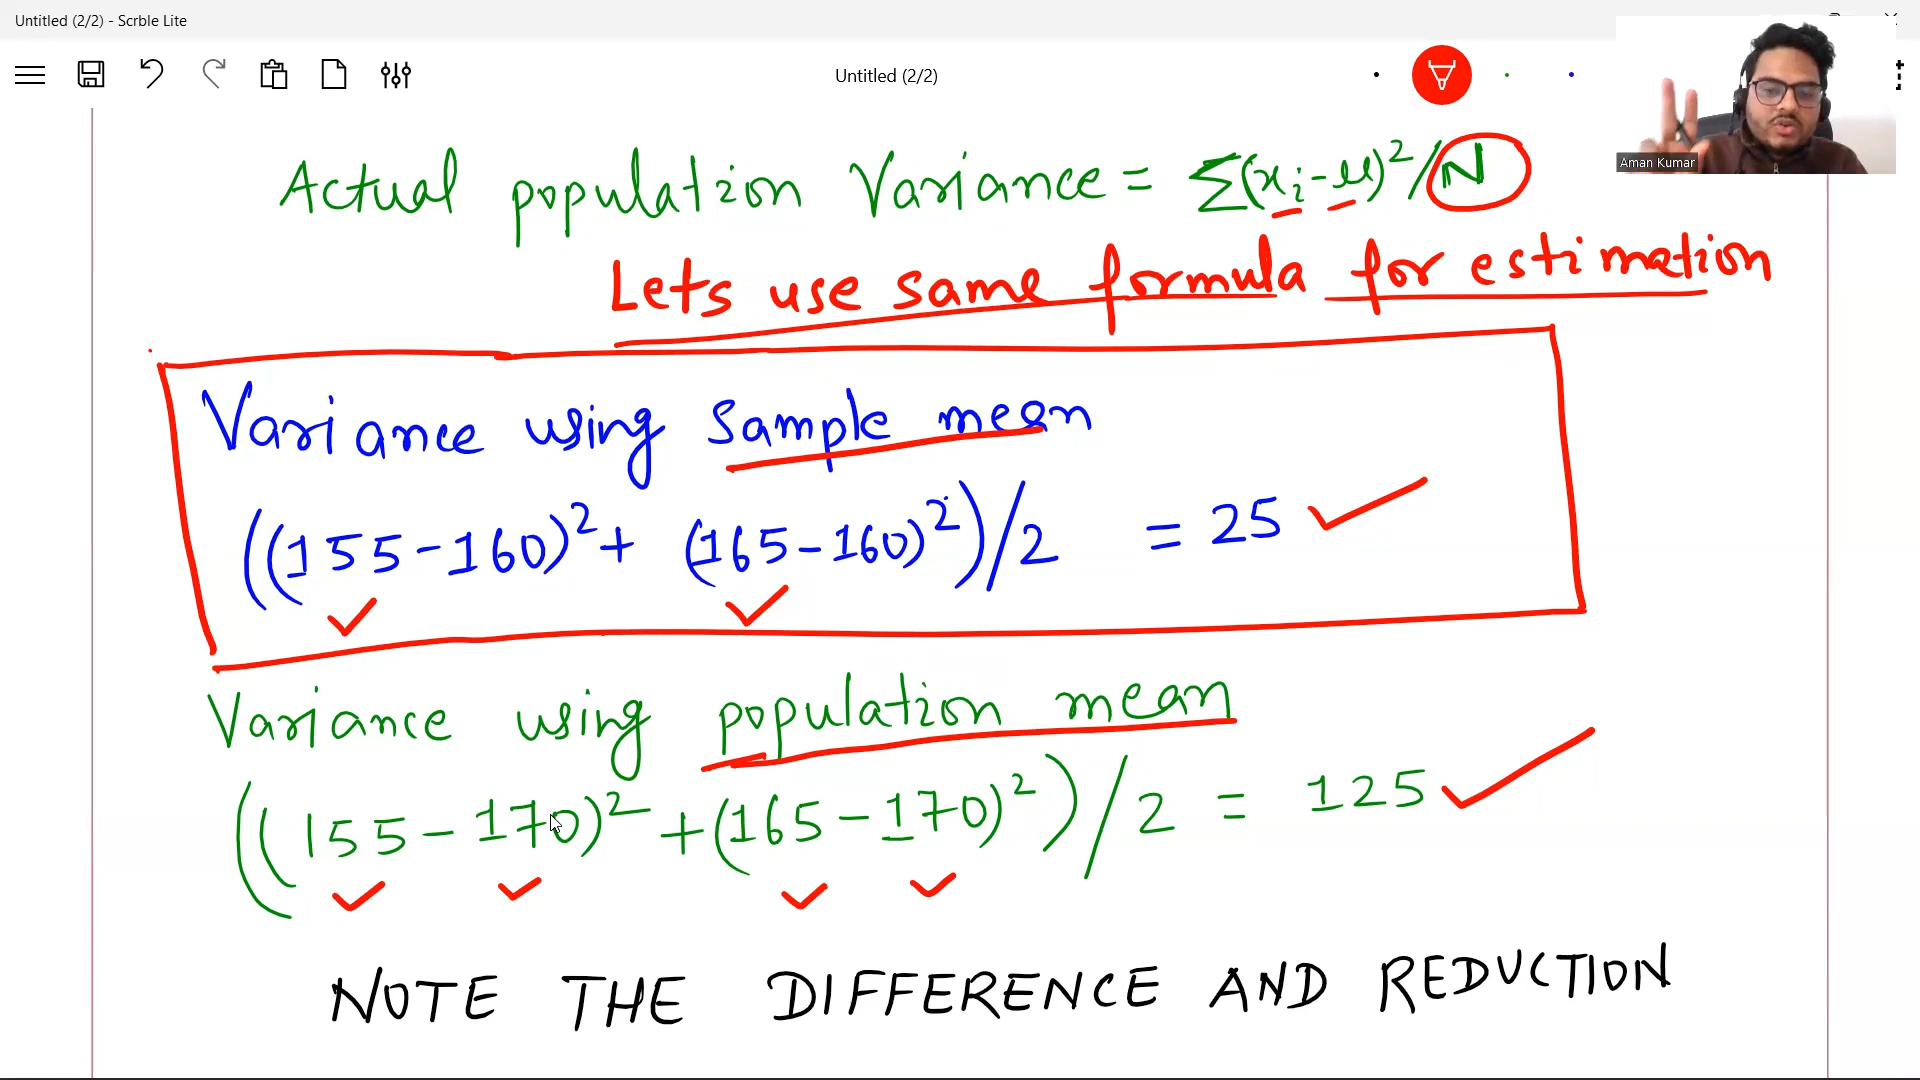 Untitled (2/2) - Scrble Lite
Untitled (2/2)
Aman Kumar
Actual population Variance = Σ(xi-μ)²/N
Lets use same formula for estimation
Variance using sample mean
((155-160)²+ (165-160)²)/2 = 25
Variance using population mean
((155-170)²+(165-170)²)/2 = 125
NOTE THE DIFFERENCE AND REDUCTION